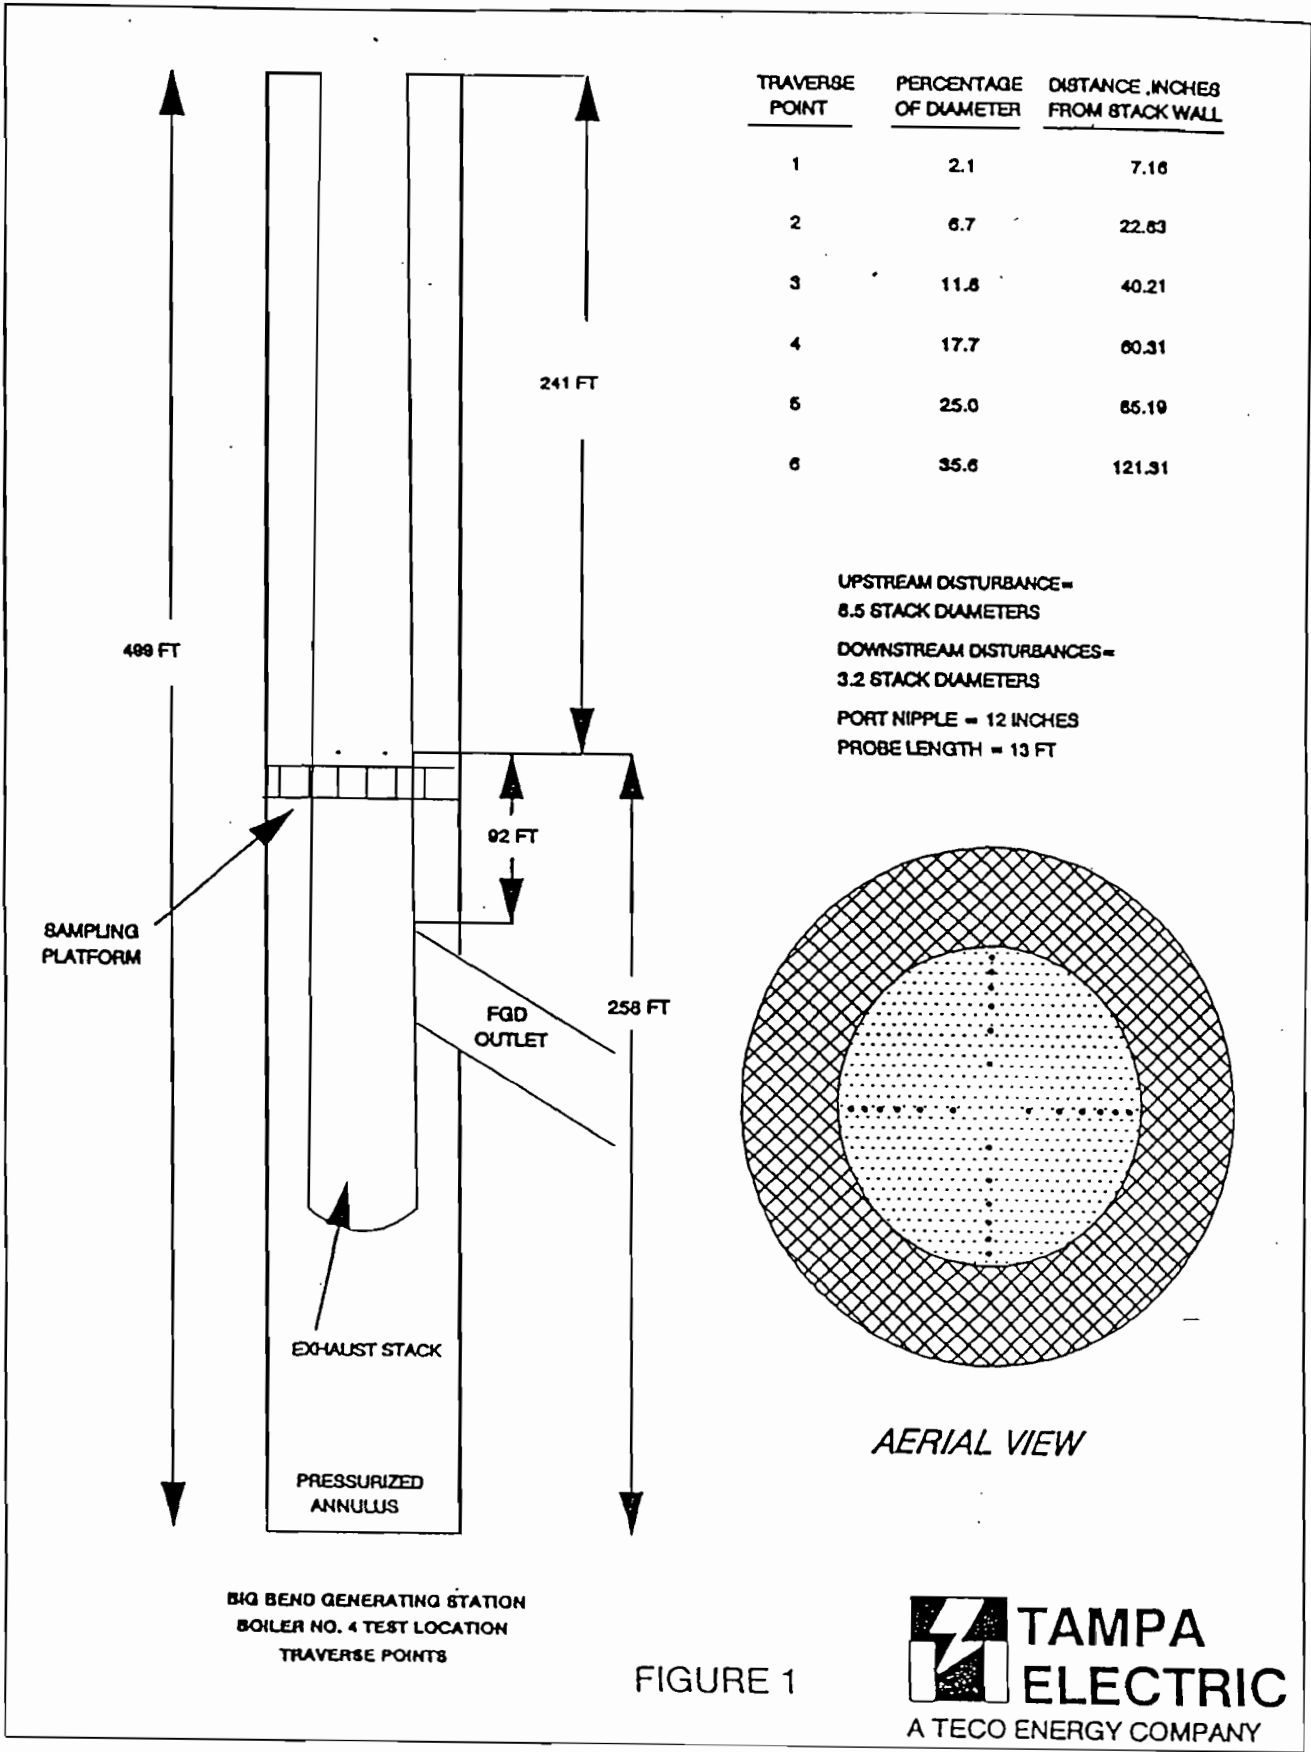 TRAVERSE PERCENTAGE DISTANCE ,INCHES
POINT OF DIAMETER FROM STACK WALL
1 2.1 7.16
2 6.7 22.83
3 11.8 40.21
4 17.7 60.31
5 25.0 85.19
6 35.6 121.31
241 FT
UPSTREAM DISTURBANCE=
8.5 STACK DIAMETERS
DOWNSTREAM DISTURBANCES=
3.2 STACK DIAMETERS
PORT NIPPLE = 12 INCHES
PROBE LENGTH = 13 FT
499 FT
92 FT
SAMPLING
PLATFORM
258 FT
FGD
OUTLET
EXHAUST STACK
PRESSURIZED
ANNULUS
AERIAL VIEW
BIG BEND GENERATING STATION
BOILER NO. 4 TEST LOCATION
TRAVERSE POINTS
FIGURE 1
TAMPA
ELECTRIC
A TECO ENERGY COMPANY